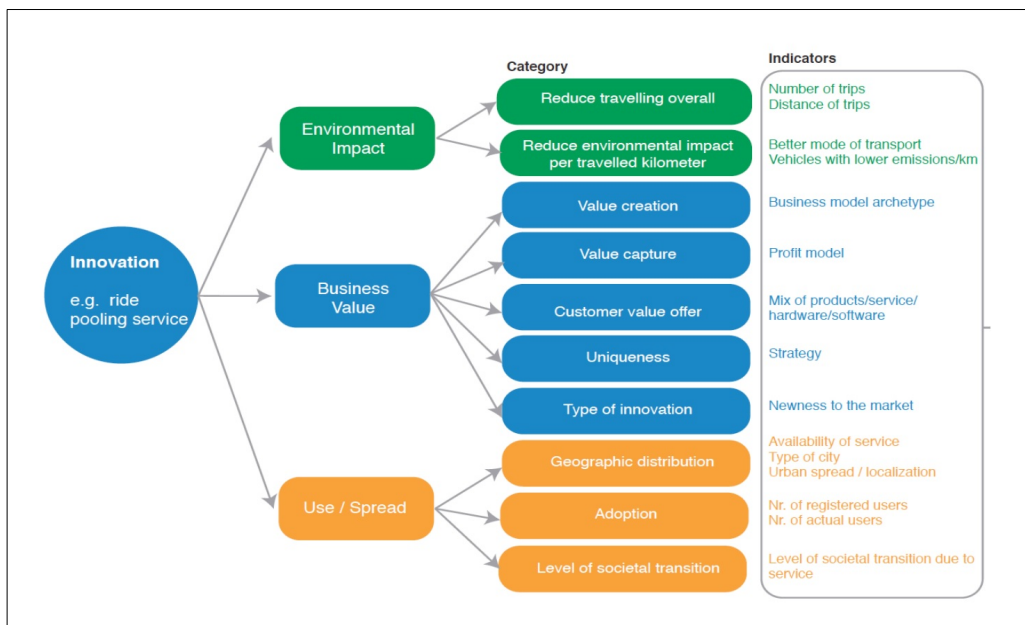 Category
Indicators
Innovation
e.g. ride
pooling service
Environmental
Impact
Reduce travelling overall
Number of trips
Distance of trips
Reduce environmental impact
per travelled kilometer
Better mode of transport
Vehicles with lower emissions/km
Business
Value
Value creation
Business model archetype
Value capture
Profit model
Customer value offer
Mix of products/service/
hardware/software
Uniqueness
Strategy
Type of innovation
Newness to the market
Use / Spread
Geographic distribution
Availability of service
Type of city
Urban spread / localization
Adoption
Nr. of registered users
Nr. of actual users
Level of societal transition
Level of societal transition due to
service